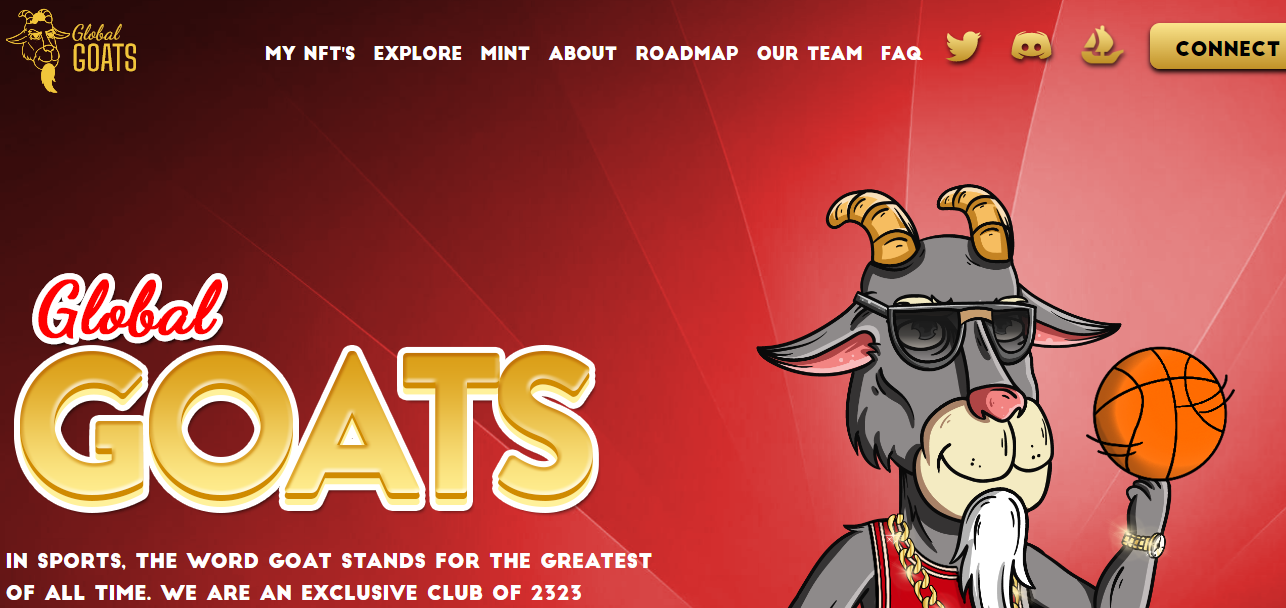 Global
GOATS
MY NFT'S EXPLORE MINT ABOUT ROADMAP OUR TEAM FAQ
CONNECT
Global
GOATS
IN SPORTS, THE WORD GOAT STANDS FOR THE GREATEST
OF ALL TIME. WE ARE AN EXCLUSIVE CLUB OF 2323